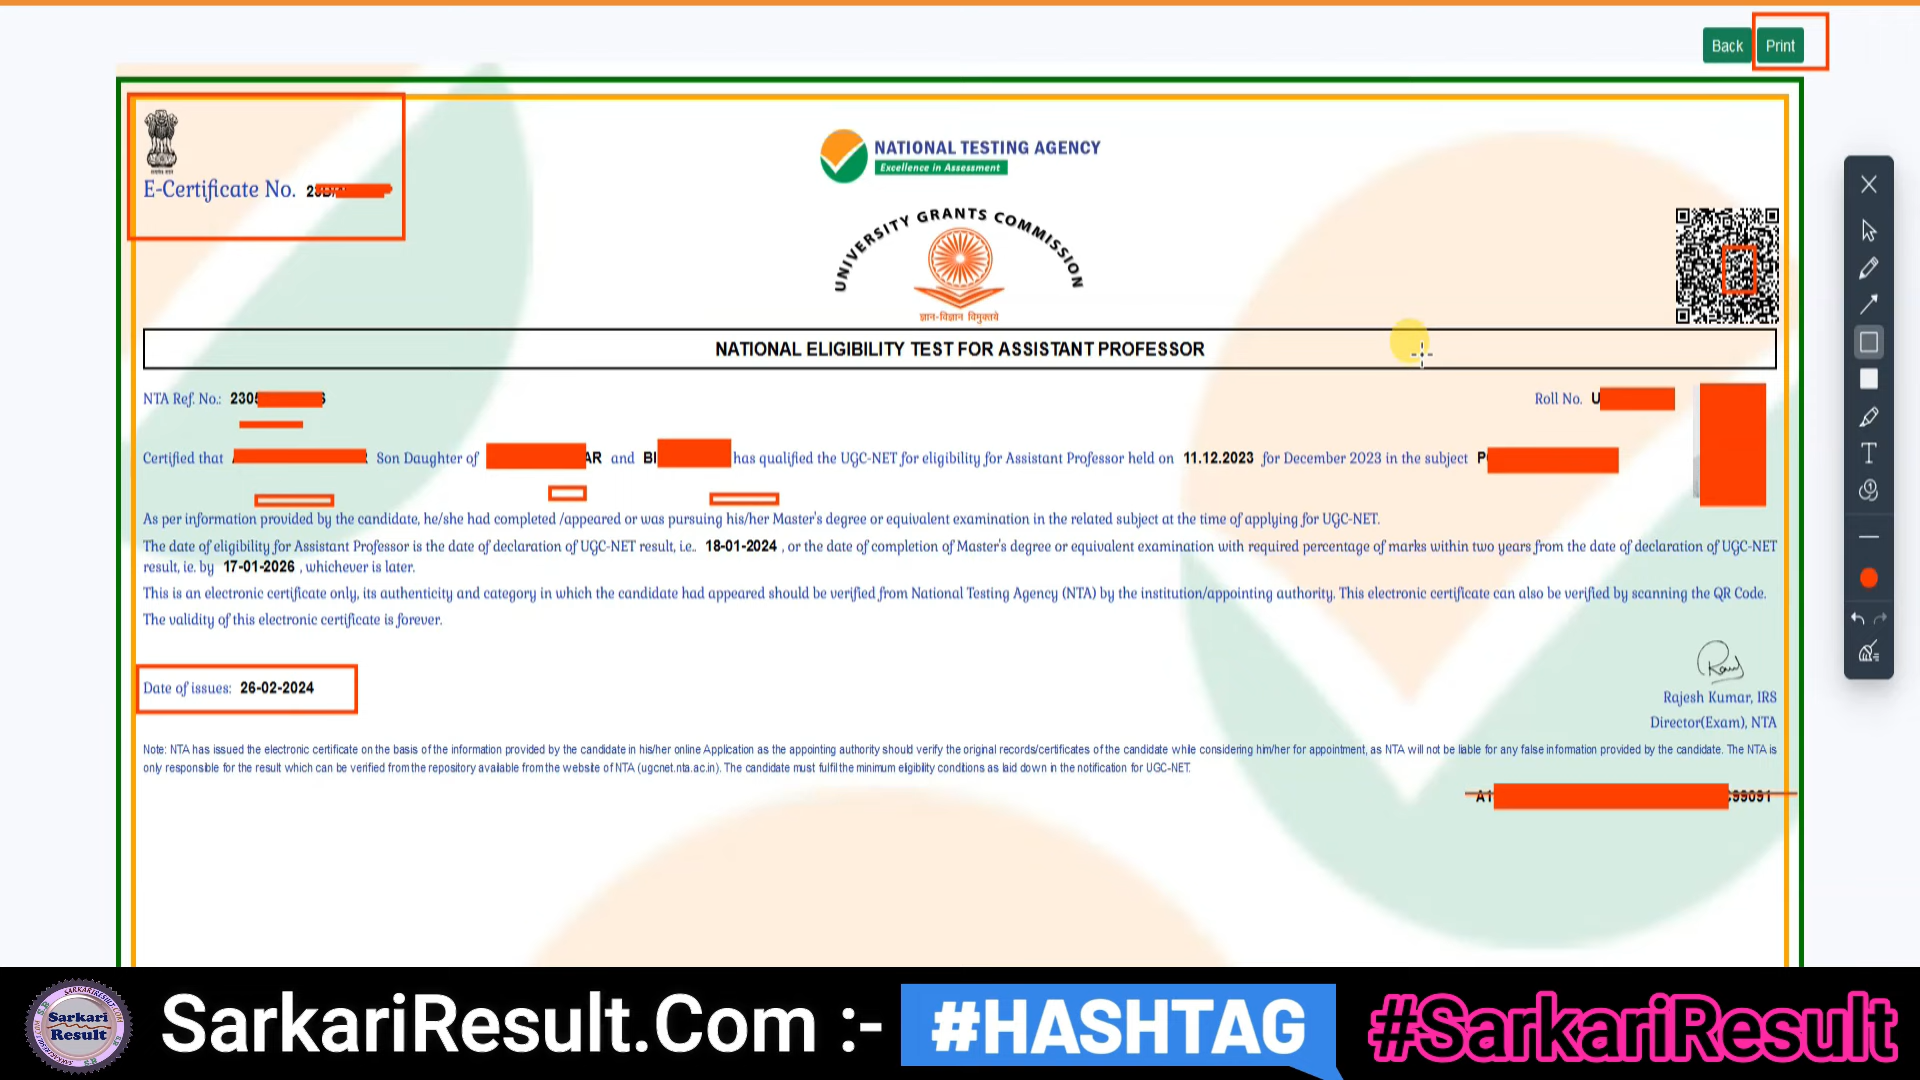 Back Print
NATIONAL TESTING AGENCY
Excellence in Assessment
E-Certificate No.
UNIVERSITY GRANTS COMMISSION
ज्ञान-विज्ञान विमुक्तये
NATIONAL ELIGIBILITY TEST FOR ASSISTANT PROFESSOR
NTA Ref. No.: 230 Roll No. U
Certified that Son Daughter of AR and BI has qualified the UGC-NET for eligibility for Assistant Professor held on 11.12.2023 for December 2023 in the subject P
As per information provided by the candidate, he/she had completed /appeared or was pursuing his/her Master's degree or equivalent examination in the related subject at the time of applying for UGC-NET.
The date of eligibility for Assistant Professor is the date of declaration of UGC-NET result, i.e.. 18-01-2024 , or the date of completion of Master's degree or equivalent examination with required percentage of marks within two years from the date of declaration of UGC-NET
result, ie. by 17-01-2026 , whichever is later.
This is an electronic certificate only, its authenticity and category in which the candidate had appeared should be verified from National Testing Agency (NTA) by the institution/appointing authority. This electronic certificate can also be verified by scanning the QR Code.
The validity of this electronic certificate is forever.
Date of issues: 26-02-2024
Rajesh Kumar, IRS
Director(Exam), NTA
Note: NTA has issued the electronic certificate on the basis of the information provided by the candidate in his/her online Application as the appointing authority should verify the original records/certificates of the candidate while considering him/her for appointment, as NTA will not be liable for any false information provided by the candidate. The NTA is
only responsible for the result which can be verified from the repository available from the website of NTA (ugcnet.nta.ac.in). The candidate must fulfil the minimum eligibility conditions as laid down in the notification for UGC-NET.
A1 99091
Sarkari
Result
SarkariResult.Com :- #HASHTAG #SarkariResult